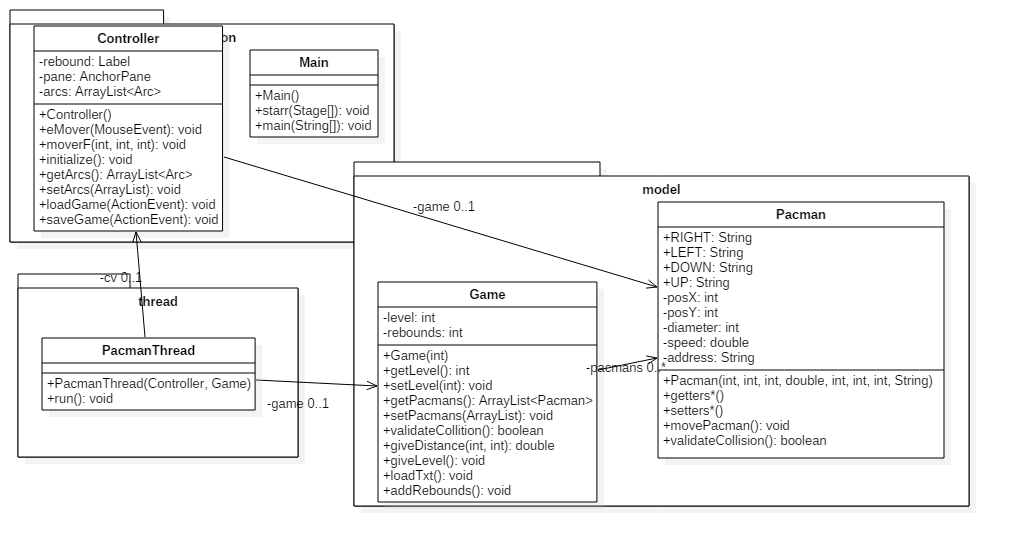 Controller
on
-rebound: Label
-pane: AnchorPane
-arcs: ArrayList<Arc>
+Controller()
+eMover(MouseEvent): void
+moverF(int, int, int): void
+initialize(): void
+getArcs(): ArrayList<Arc>
+setArcs(ArrayList): void
+loadGame(ActionEvent): void
+saveGame(ActionEvent): void
Main
+Main()
+starr(Stage[]): void
+main(String[]): void
-game 0..1
model
Pacman
+RIGHT: String
+LEFT: String
+DOWN: String
+UP: String
-posX: int
-posY: int
-diameter: int
-speed: double
-address: String
+Pacman(int, int, int, double, int, int, int, String)
+getters*()
+setters*()
+movePacman(): void
+validateCollision(): boolean
-cv 0..1
thread
PacmanThread
+PacmanThread(Controller, Game)
+run(): void
-game 0..1
Game
-level: int
-rebounds: int
+Game(int)
+getLevel(): int
+setLevel(int): void
+getPacmans(): ArrayList<Pacman>
+setPacmans(ArrayList): void
+validateCollition(): boolean
+giveDistance(int, int): double
+giveLevel(): void
+loadTxt(): void
+addRebounds(): void
-pacmans 0..*